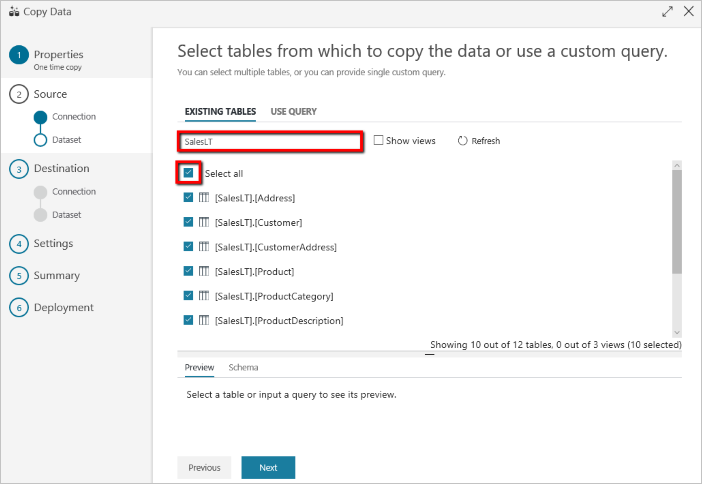 Copy Data
1
Properties
One time copy
2
Source
Connection
Dataset
3
Destination
Connection
Dataset
4
Settings
5
Summary
6
Deployment
Select tables from which to copy the data or use a custom query.
You can select multiple tables, or you can provide single custom query.
EXISTING TABLES
USE QUERY
SalesLT
Show views
Refresh
Select all
[SalesLT].[Address]
[SalesLT].[Customer]
[SalesLT].[CustomerAddress]
[SalesLT].[Product]
[SalesLT].[ProductCategory]
[SalesLT].[ProductDescription]
Showing 10 out of 12 tables, 0 out of 3 views (10 selected)
Preview
Schema
Select a table or input a query to see its preview.
Previous
Next